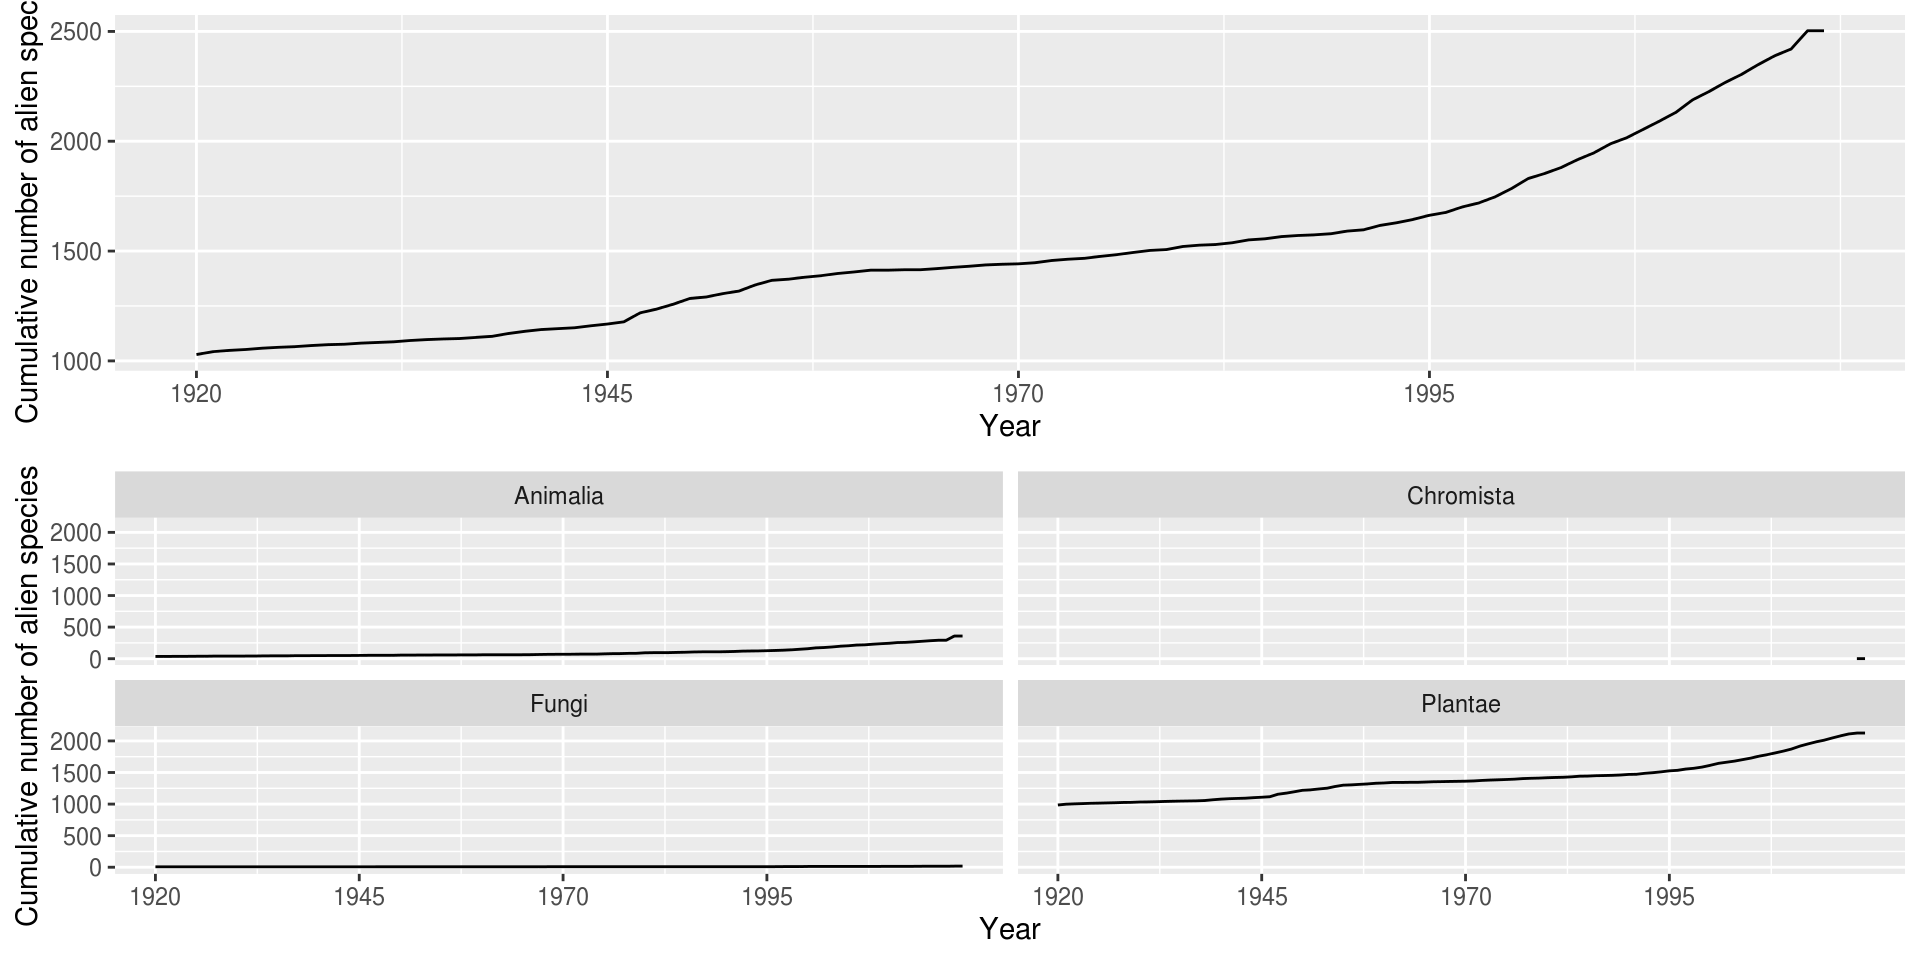 Cumulative number of alien spec
2500
2000
1500
1000
1920 1945 1970 1995
Year
Cumulative number of alien species
Animalia Chromista
2000
1500
1000
500
0
Fungi Plantae
2000
1500
1000
500
0
1920 1945 1970 1995 1920 1945 1970 1995
Year